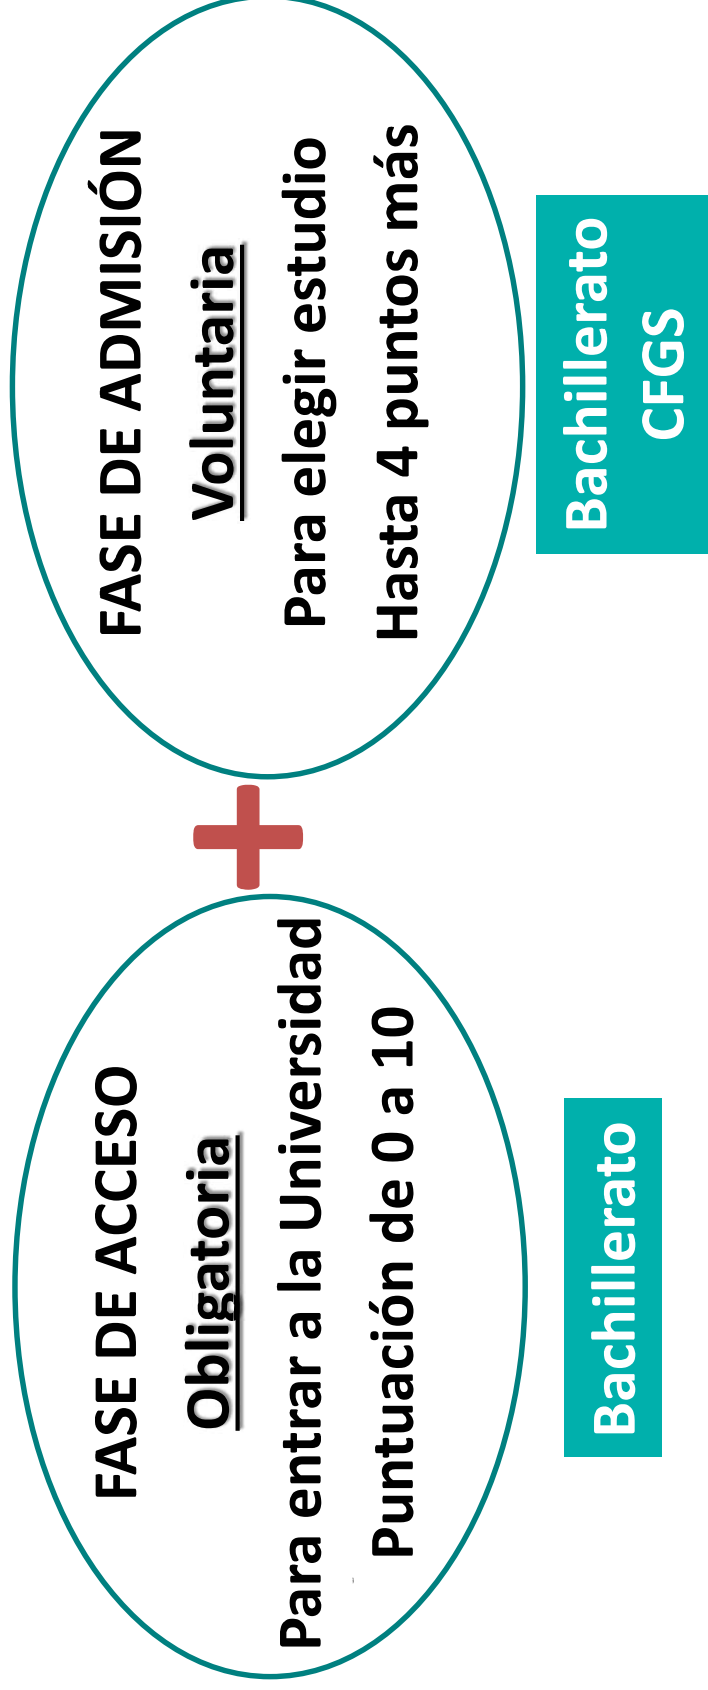 FASE DE ACCESO
Obligatoria
Para entrar a la Universidad
Puntuación de 0 a 10
Bachillerato
+
FASE DE ADMISIÓN
Voluntaria
Para elegir estudio
Hasta 4 puntos más
Bachillerato
CFGS